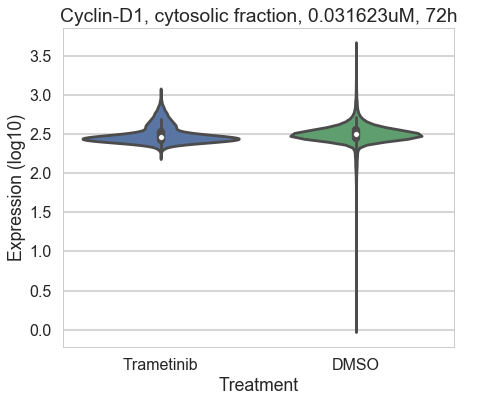 Cyclin-D1, cytosolic fraction, 0.031623uM, 72h
Expression (log10)
3.5
3.0
2.5
2.0
1.5
1.0
0.5
0.0
Trametinib DMSO
Treatment